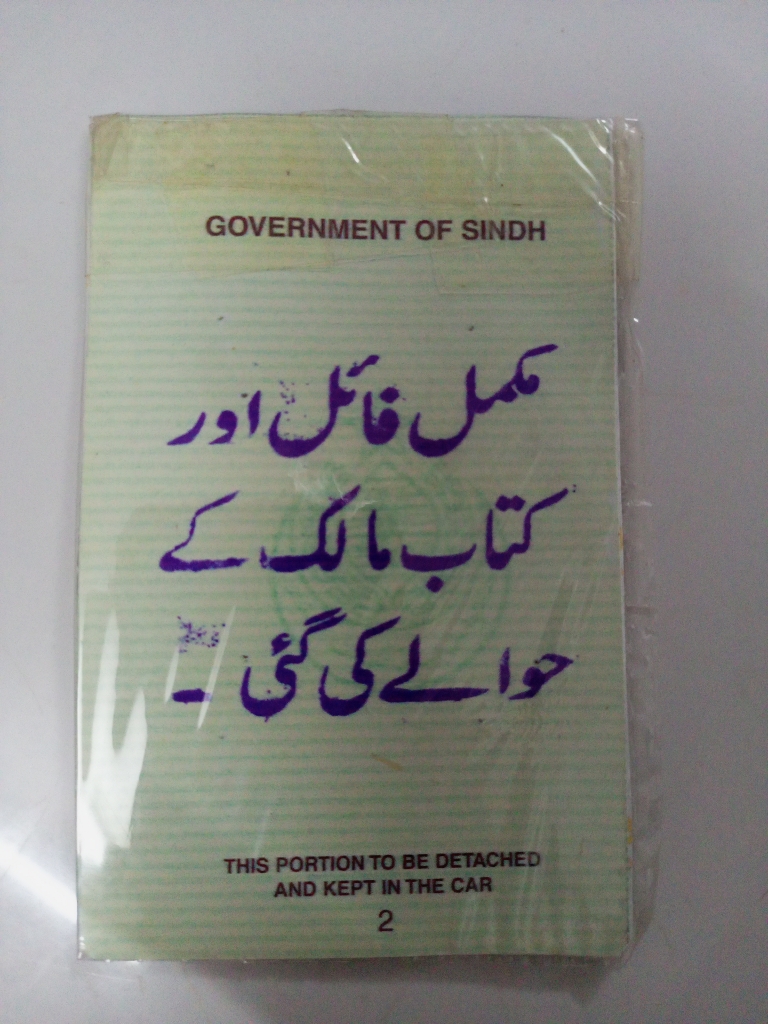 GOVERNMENT OF SINDH
مکمل فائل اور
کتاب مالک کے
حوالے کی گئی ۔
THIS PORTION TO BE DETACHED
AND KEPT IN THE CAR
2